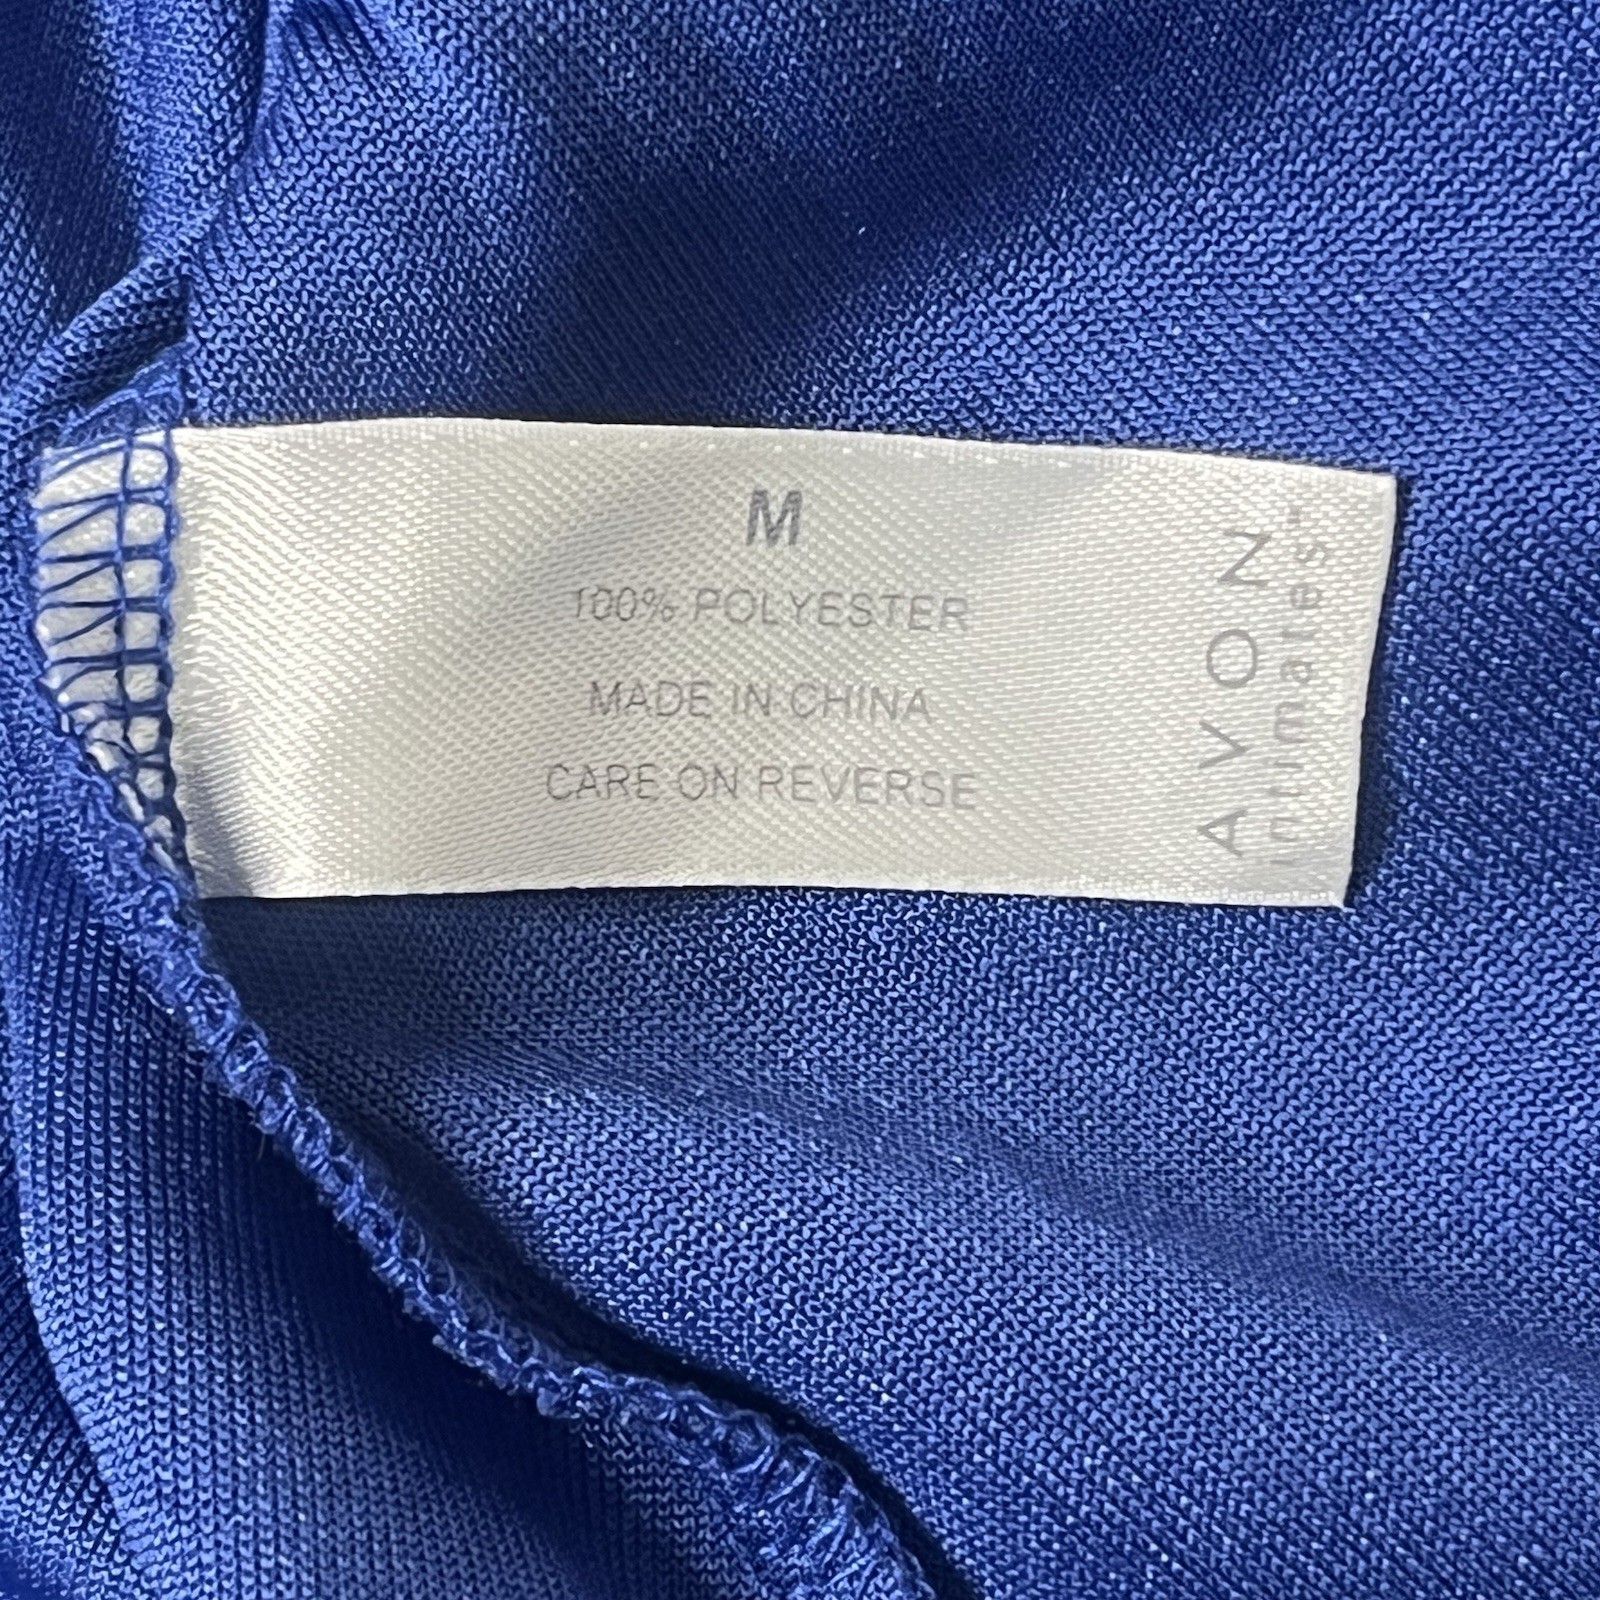 M
100% POLYESTER
MADE IN CHINA
CARE ON REVERSE
AVON
intimates